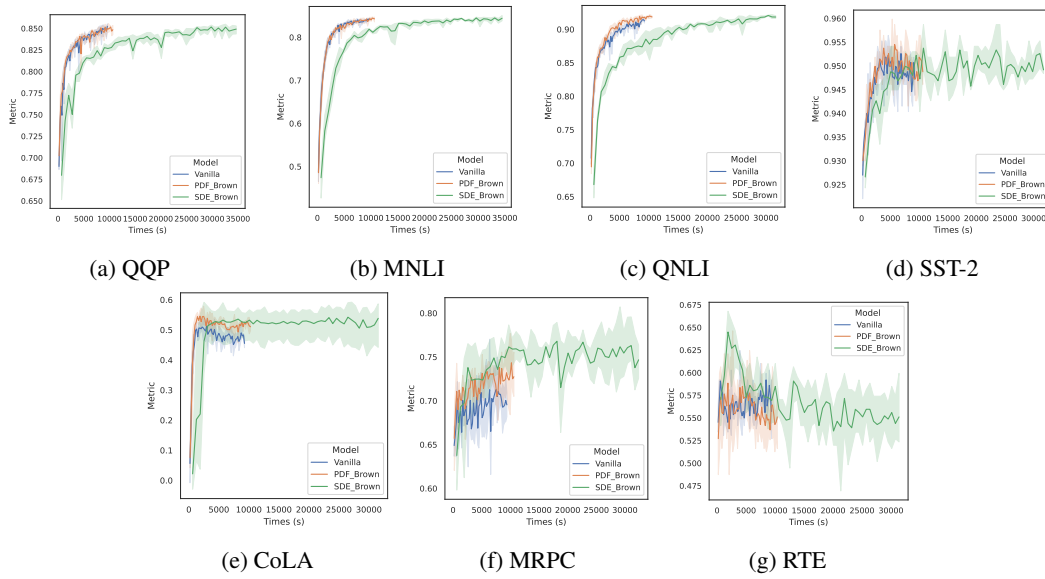 0.850
0.825
0.800
0.775
0.750
0.725
0.700
0.675
0.650
Metric
0 5000 10000 15000 20000 25000 30000 35000
Times (s)
Model
Vanilla
PDF_Brown
SDE_Brown
(a) QQP
0.8
0.7
0.6
0.5
Metric
0 5000 10000 15000 20000 25000 30000 35000
Times (s)
Model
Vanilla
PDF_Brown
SDE_Brown
(b) MNLI
0.90
0.85
0.80
0.75
0.70
0.65
Metric
0 5000 10000 15000 20000 25000 30000
Times (s)
Model
Vanilla
PDF_Brown
SDE_Brown
(c) QNLI
0.960
0.955
0.950
0.945
0.940
0.935
0.930
0.925
Metric
0 5000 10000 15000 20000 25000 30000
Times (s)
Model
Vanilla
PDF_Brown
SDE_Brown
(d) SST-2
0.6
0.5
0.4
0.3
0.2
0.1
0.0
Metric
0 5000 10000 15000 20000 25000 30000
Times (s)
Model
Vanilla
PDF_Brown
SDE_Brown
(e) CoLA
0.80
0.75
0.70
0.65
0.60
Metric
0 5000 10000 15000 20000 25000 30000
Times (s)
Model
Vanilla
PDF_Brown
SDE_Brown
(f) MRPC
0.675
0.650
0.625
0.600
0.575
0.550
0.525
0.500
0.475
Metric
0 5000 10000 15000 20000 25000 30000
Times (s)
Model
Vanilla
PDF_Brown
SDE_Brown
(g) RTE